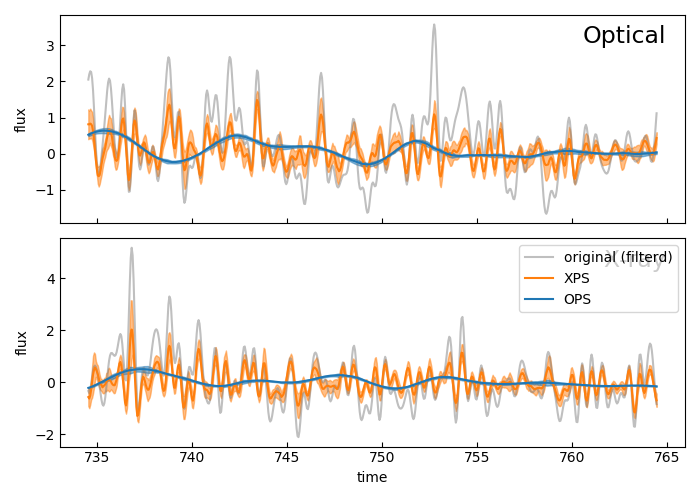 Optical
flux
3
2
1
0
−1
X-ray
original (filterd)
XPS
OPS
flux
4
2
0
−2
735
740
745
750
755
760
765
time